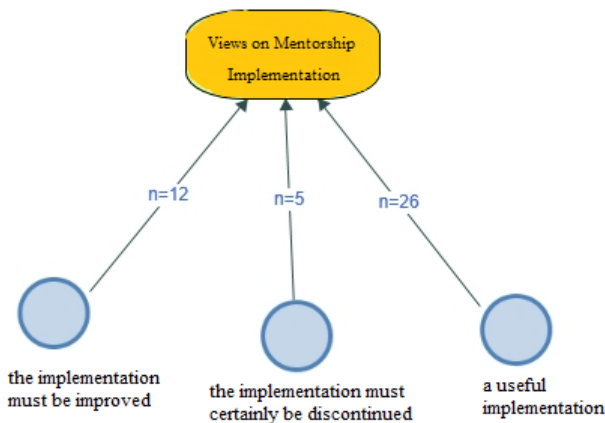 Views on Mentorship
Implementation
n=12
n=5
n=26
the implementation
must be improved
the implementation must
certainly be discontinued
a useful
implementation